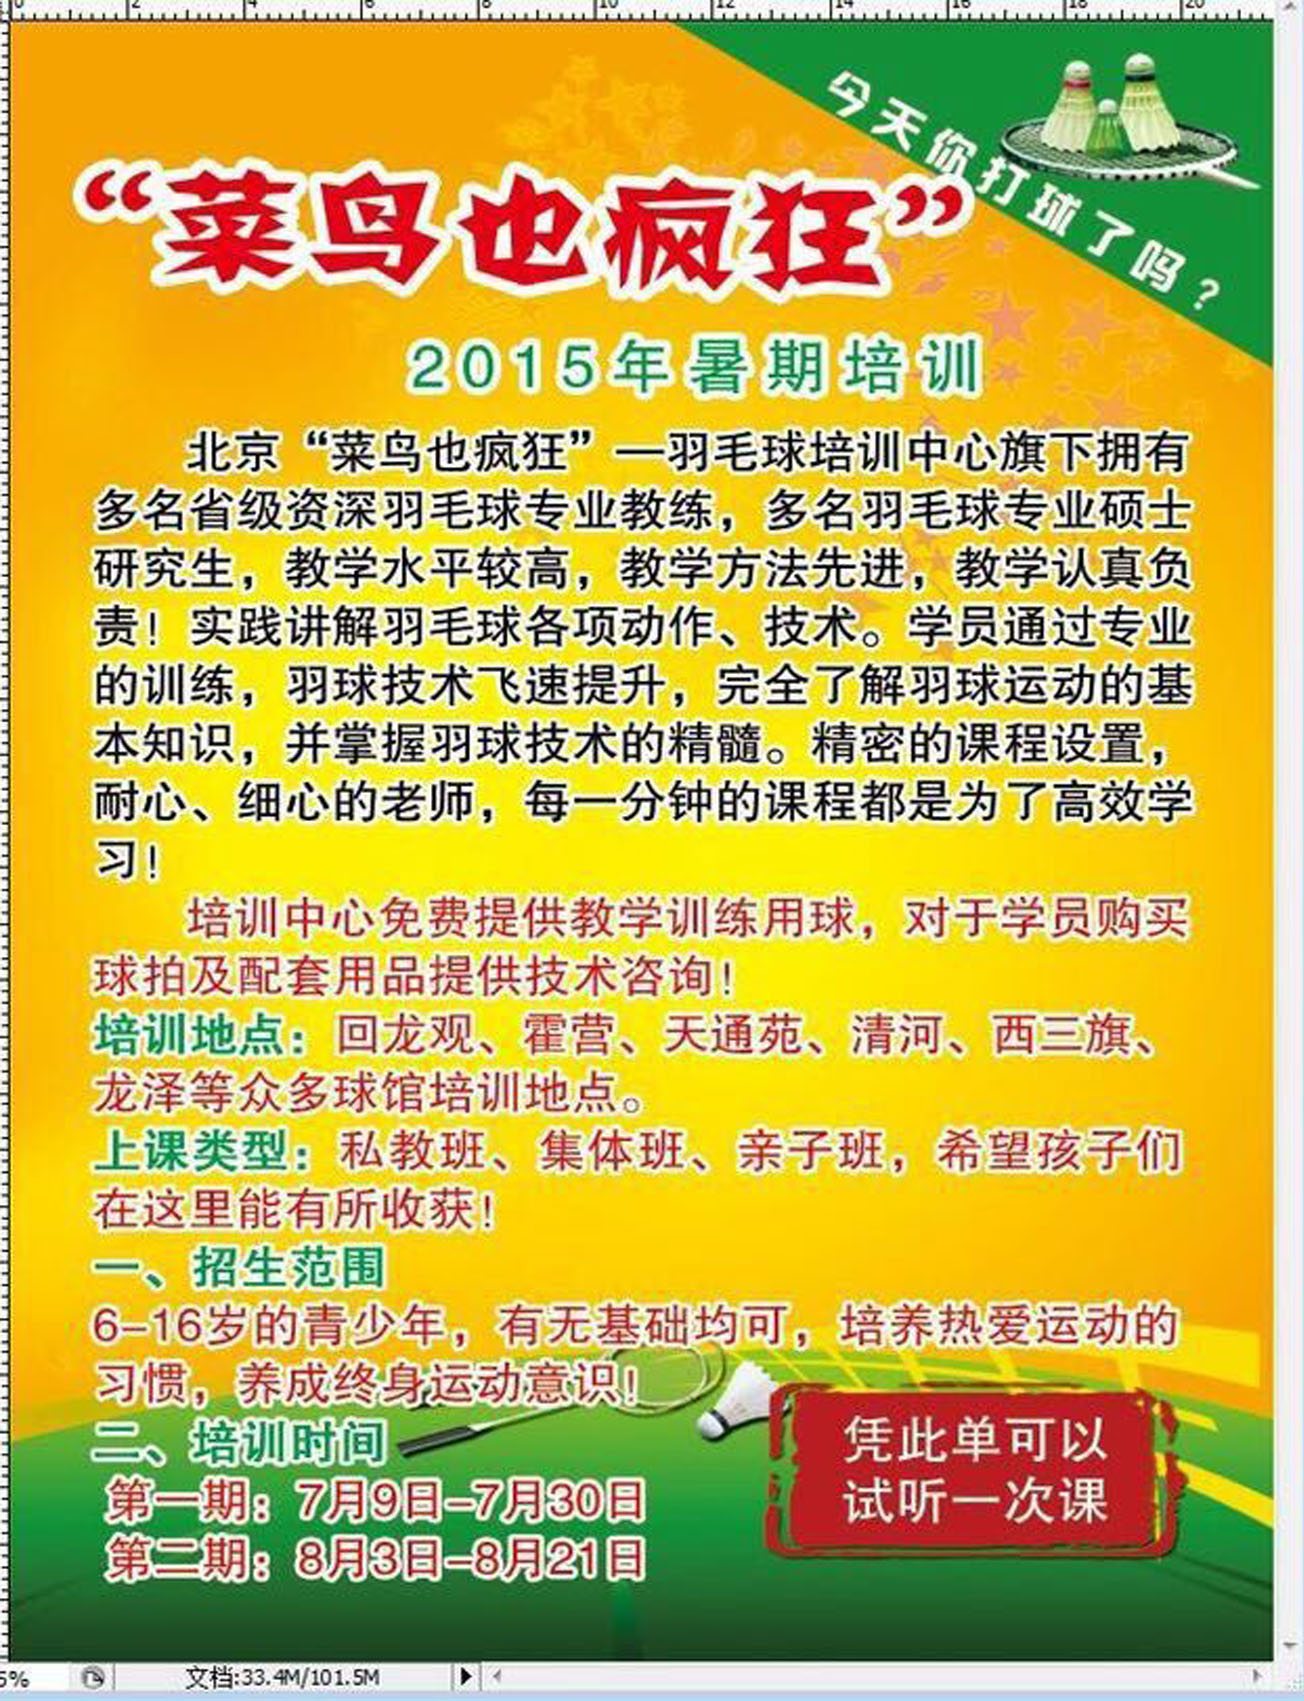 0 2 4 6 8 10 12 14 16 18 20
今天你打球了吗？
“菜鸟也疯狂”
2015年暑期培训
北京“菜鸟也疯狂”—羽毛球培训中心旗下拥有
多名省级资深羽毛球专业教练，多名羽毛球专业硕士
研究生，教学水平较高，教学方法先进，教学认真负
责！实践讲解羽毛球各项动作、技术。学员通过专业
的训练，羽球技术飞速提升，完全了解羽球运动的基
本知识，并掌握羽球技术的精髓。精密的课程设置，
耐心、细心的老师，每一分钟的课程都是为了高效学
习！
培训中心免费提供教学训练用球，对于学员购买
球拍及配套用品提供技术咨询！
培训地点：回龙观、霍营、天通苑、清河、西三旗、
龙泽等众多球馆培训地点。
上课类型：私教班、集体班、亲子班，希望孩子们
在这里能有所收获！
一、招生范围
6-16岁的青少年，有无基础均可，培养热爱运动的
习惯，养成终身运动意识！
二、培训时间
第一期：7月9日-7月30日
第二期：8月3日-8月21日
凭此单可以
试听一次课
5%
文档:33.4M/101.5M